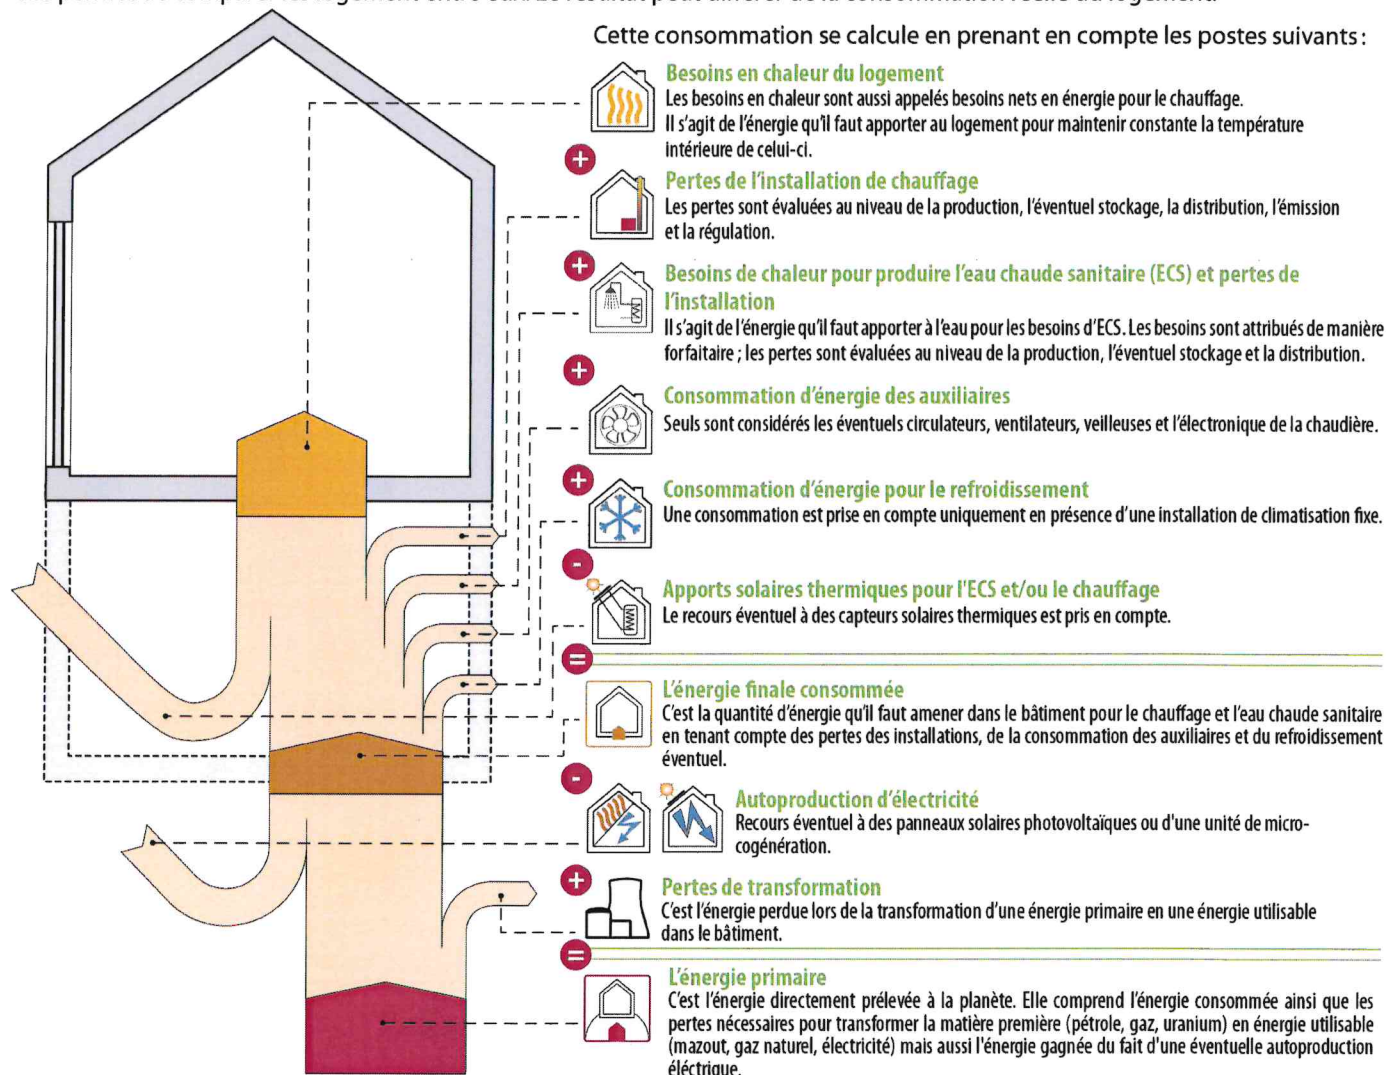 Cette consommation se calcule en prenant en compte les postes suivants :
Besoins en chaleur du logement
Les besoins en chaleur sont aussi appelés besoins nets en énergie pour le chauffage.
Il s'agit de l'énergie qu'il faut apporter au logement pour maintenir constante la température
intérieure de celui-ci.
+
Pertes de l'installation de chauffage
Les pertes sont évaluées au niveau de la production, l'éventuel stockage, la distribution, l'émission
et la régulation.
+
Besoins de chaleur pour produire l'eau chaude sanitaire (ECS) et pertes de
l'installation
Il s'agit de l'énergie qu'il faut apporter à l'eau pour les besoins d'ECS. Les besoins sont attribués de manière
forfaitaire ; les pertes sont évaluées au niveau de la production, l'éventuel stockage et la distribution.
+
Consommation d'énergie des auxiliaires
Seuls sont considérés les éventuels circulateurs, ventilateurs, veilleuses et l'électronique de la chaudière.
+
Consommation d'énergie pour le refroidissement
Une consommation est prise en compte uniquement en présence d'une installation de climatisation fixe.
-
Apports solaires thermiques pour l'ECS et/ou le chauffage
Le recours éventuel à des capteurs solaires thermiques est pris en compte.
=
L'énergie finale consommée
C'est la quantité d'énergie qu'il faut amener dans le bâtiment pour le chauffage et l'eau chaude sanitaire
en tenant compte des pertes des installations, de la consommation des auxiliaires et du refroidissement
éventuel.
-
Autoproduction d'électricité
Recours éventuel à des panneaux solaires photovoltaïques ou d'une unité de micro-
cogénération.
+
Pertes de transformation
C'est l'énergie perdue lors de la transformation d'une énergie primaire en une énergie utilisable
dans le bâtiment.
=
L'énergie primaire
C'est l'énergie directement prélevée à la planète. Elle comprend l'énergie consommée ainsi que les
pertes nécessaires pour transformer la matière première (pétrole, gaz, uranium) en énergie utilisable
(mazout, gaz naturel, électricité) mais aussi l'énergie gagnée du fait d'une éventuelle autoproduction
éléctrique.